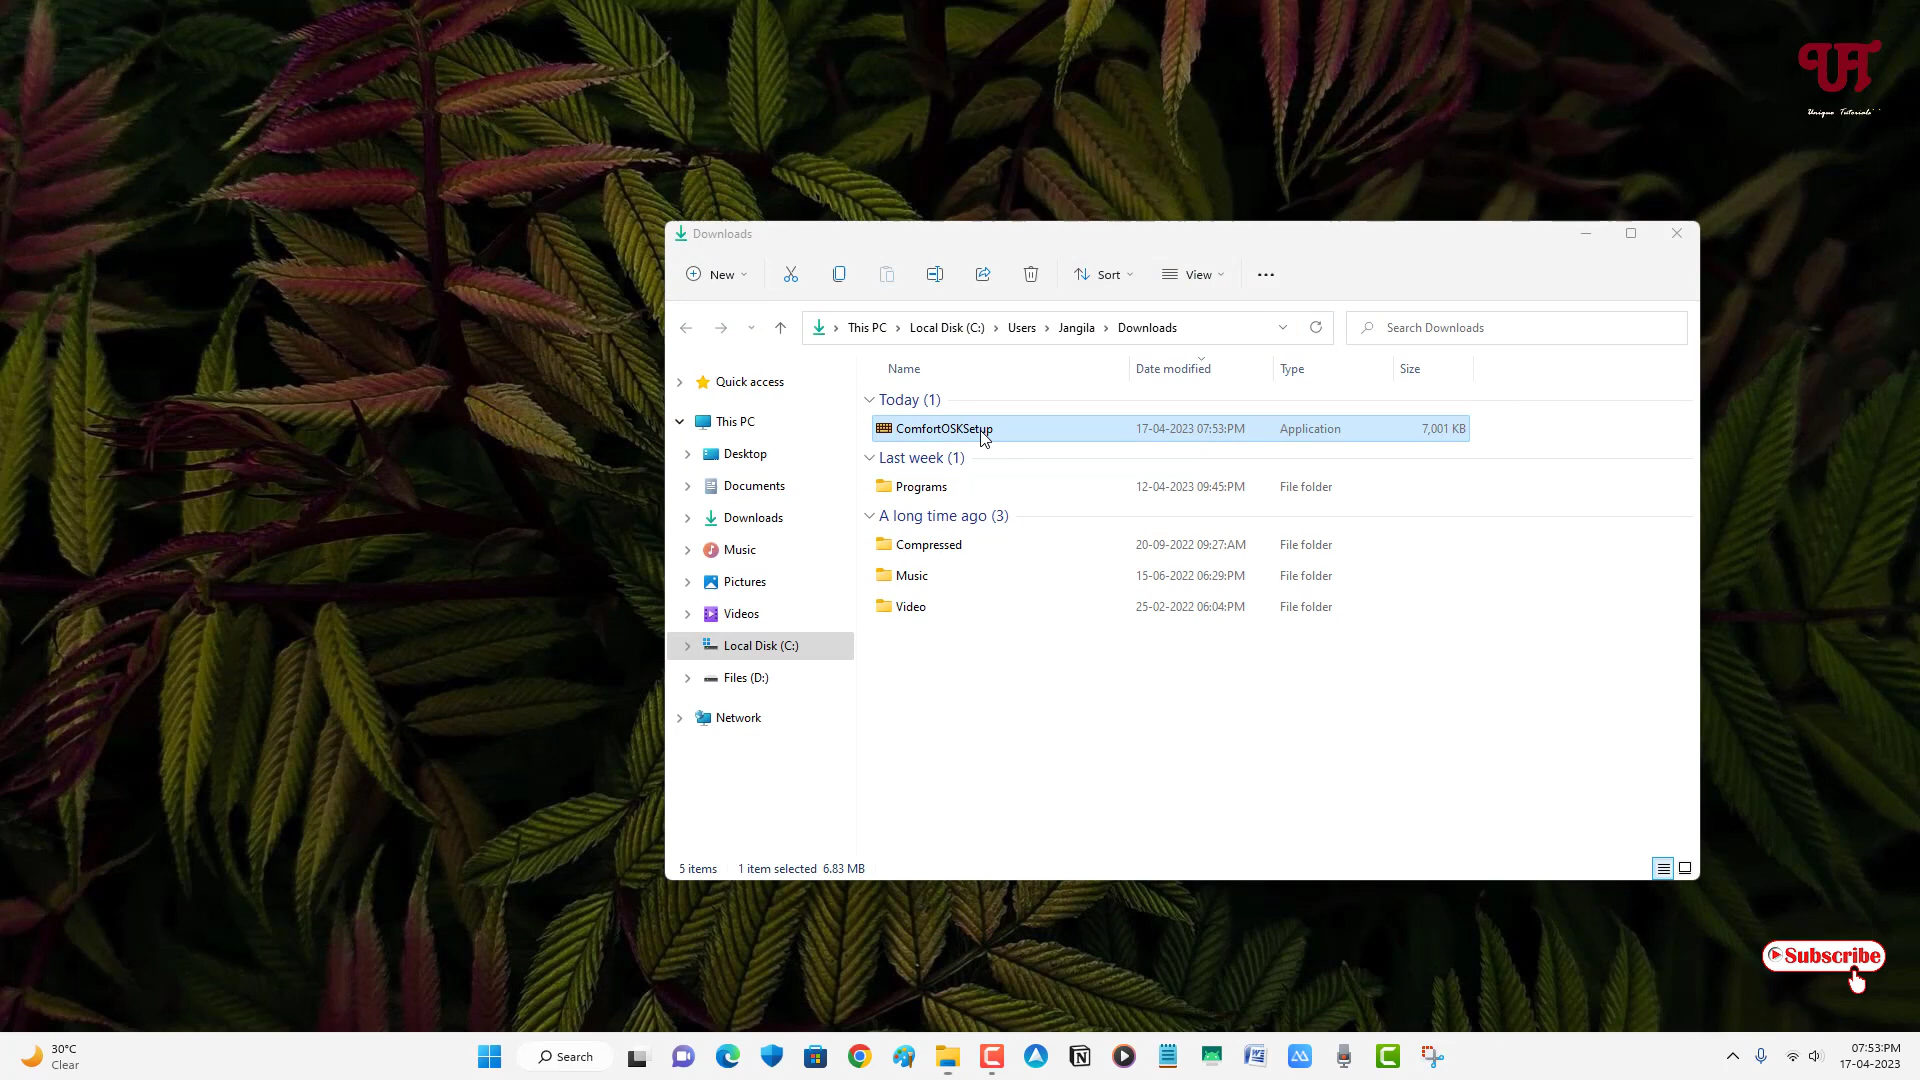 UT
Unique Tutorials
Downloads
New
Sort
View
This PC > Local Disk (C:) > Users > Jangila > Downloads
Search Downloads
Name Date modified Type Size
Quick access
This PC
Desktop
Documents
Downloads
Music
Pictures
Videos
Local Disk (C:)
Files (D:)
Network
Today (1)
ComfortOSKSetup 17-04-2023 07:53:PM Application 7,001 KB
Last week (1)
Programs 12-04-2023 09:45:PM File folder
A long time ago (3)
Compressed 20-09-2022 09:27:AM File folder
Music 15-06-2022 06:29:PM File folder
Video 25-02-2022 06:04:PM File folder
5 items 1 item selected 6.83 MB
Subscribe
30°C
Clear
Search
07:53:PM
17-04-2023